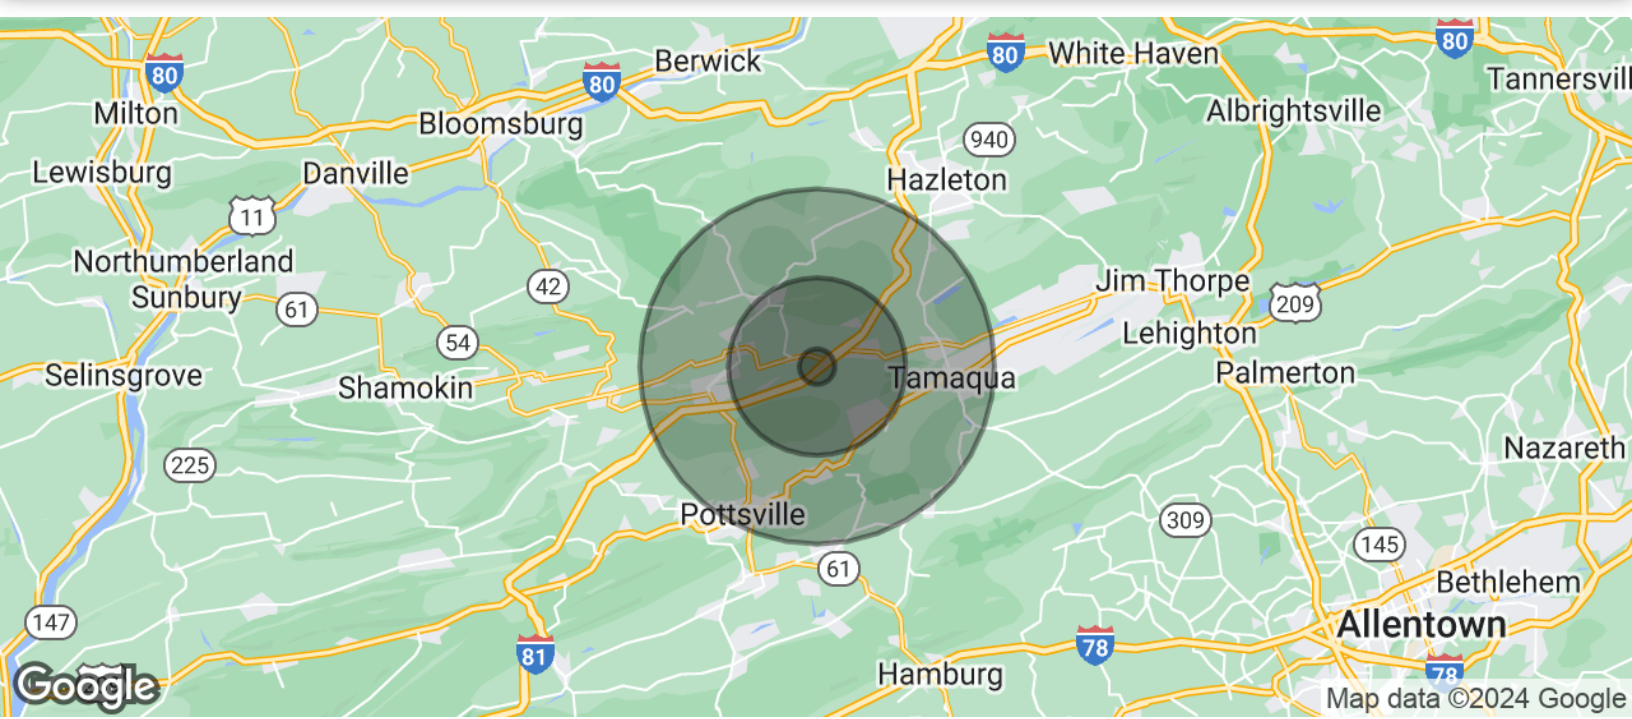 80
Berwick
80
White Haven
80
Tannersvill
80
Milton
Bloomsburg
Albrightsville
940
Lewisburg
Danville
Hazleton
11
Northumberland
Sunbury
61
42
Jim Thorpe
209
54
Lehighton
Selinsgrove
Shamokin
Tamaqua
Palmerton
225
Nazareth
Pottsville
309
145
61
Bethlehem
147
Allentown
81
78
Hamburg
78
Google
Map data ©2024 Google